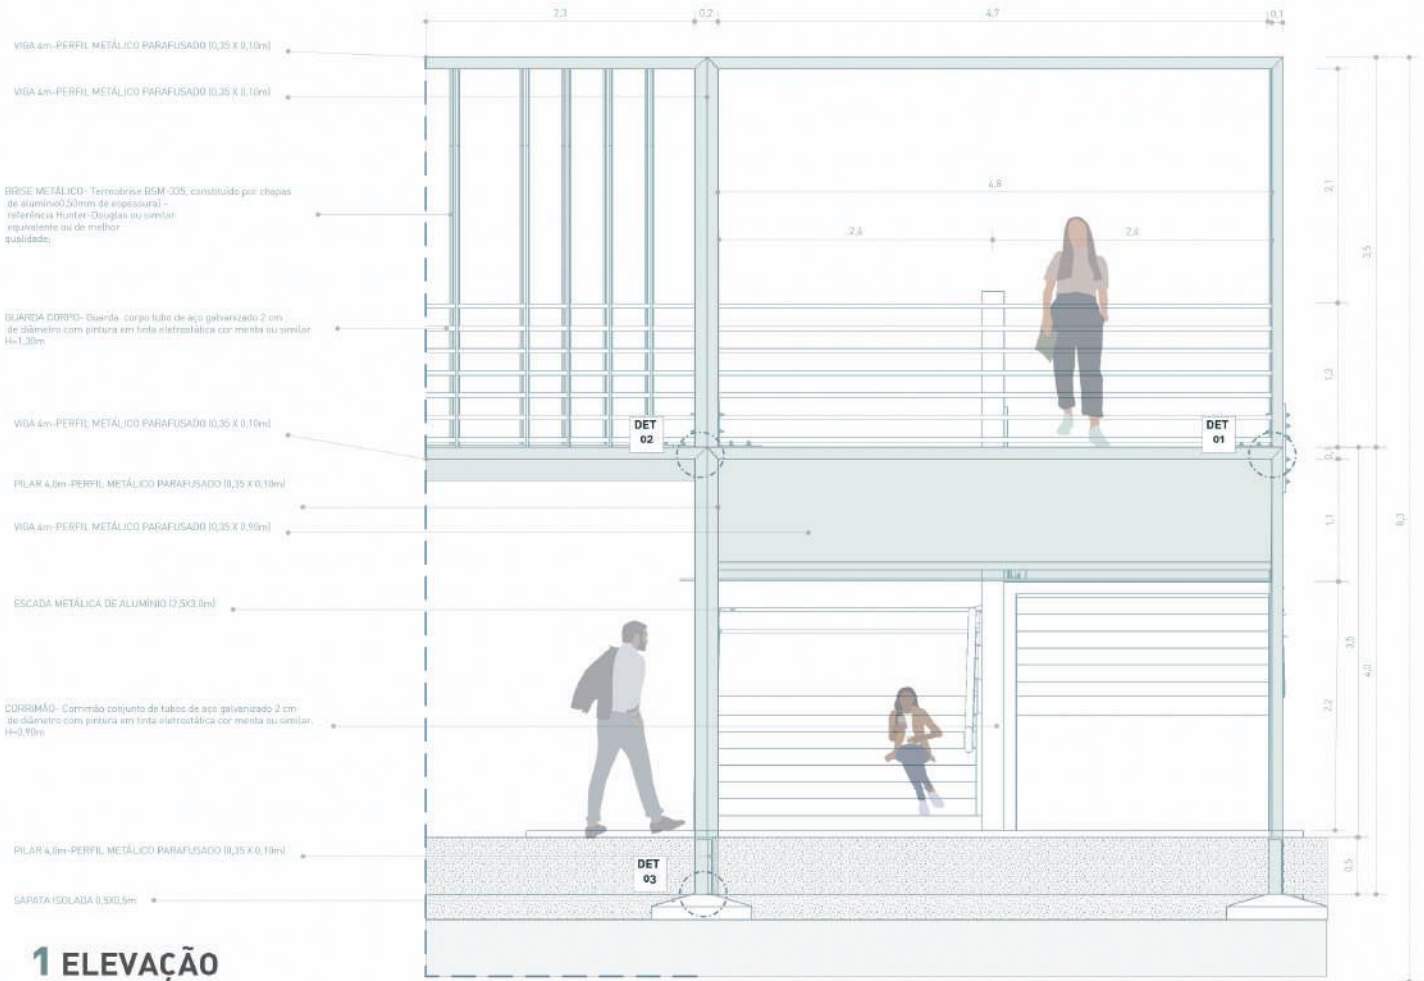 2,3
0,2
4,7
0,1
VIGA 4m-PERFIL METÁLICO PARAFUSADO (0,35 X 0,10m)
VIGA 4m-PERFIL METÁLICO PARAFUSADO (0,35 X 0,10m)
BRISE METÁLICO- Termobrise BSM-335, constituído por chapas
de alumínio0,50mm de espessura) -
referência Hunter-Douglas ou similar
equivalente ou de melhor
qualidade;
4,8
2,1
2,4
2,4
3,5
GUARDA CORPO- Guarda corpo tubo de aço galvanizado 2 cm
de diâmetro com pintura em tinta eletrostática cor menta ou similar
H=1,30m
1,3
VIGA 4m-PERFIL METÁLICO PARAFUSADO (0,35 X 0,10m)
DET
02
DET
01
PILAR 4,0m-PERFIL METÁLICO PARAFUSADO (0,35 X 0,10m)
VIGA 4m-PERFIL METÁLICO PARAFUSADO (0,35 X 0,90m)
1,1
8,3
ESCADA METÁLICA DE ALUMÍNIO (2,5X3,0m)
3,5
4,0
CORRIMÃO- Corrimão conjunto de tubos de aço galvanizado 2 cm
de diâmetro com pintura em tinta eletrostática cor menta ou similar.
H=0,90m
2,2
PILAR 4,0m-PERFIL METÁLICO PARAFUSADO (0,35 X 0,10m)
DET
03
0,5
SAPATA ISOLADA 0,5X0,5m
1 ELEVAÇÃO